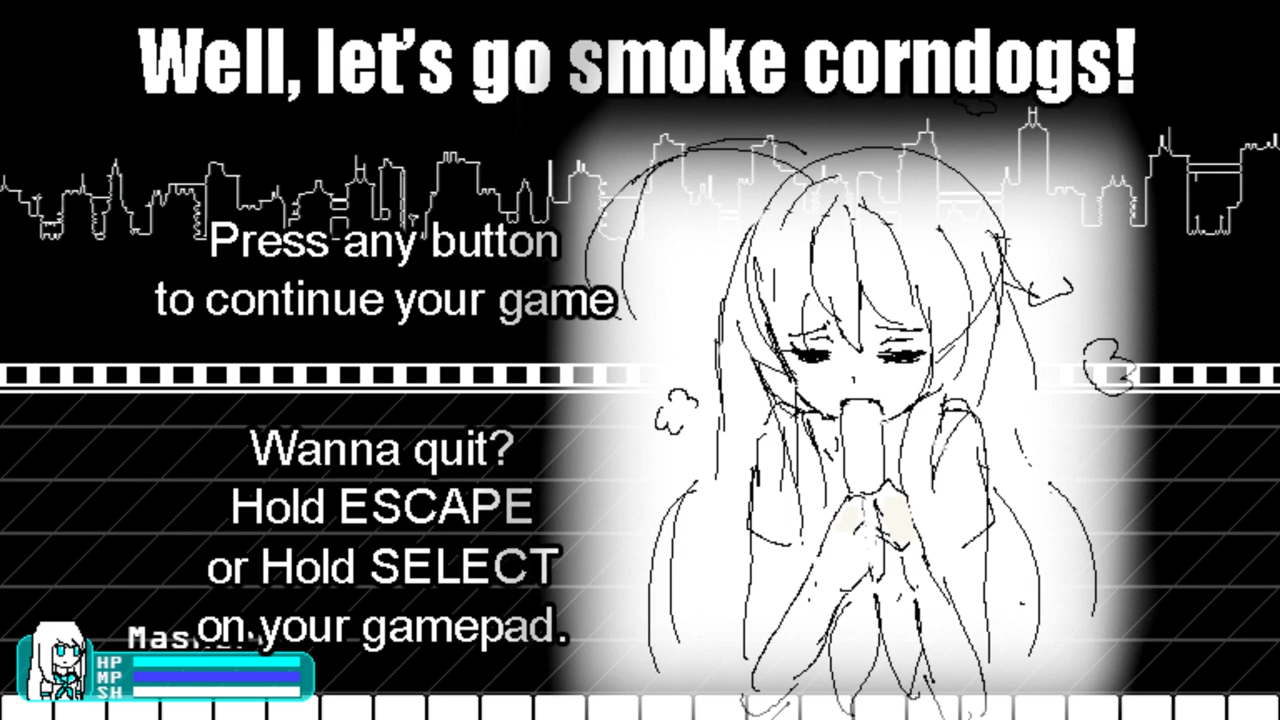 Well, let's go smoke corndogs!
Press any button
to continue your game
Wanna quit?
Hold ESCAPE
or Hold SELECT
on your gamepad.
HP
MP
SH